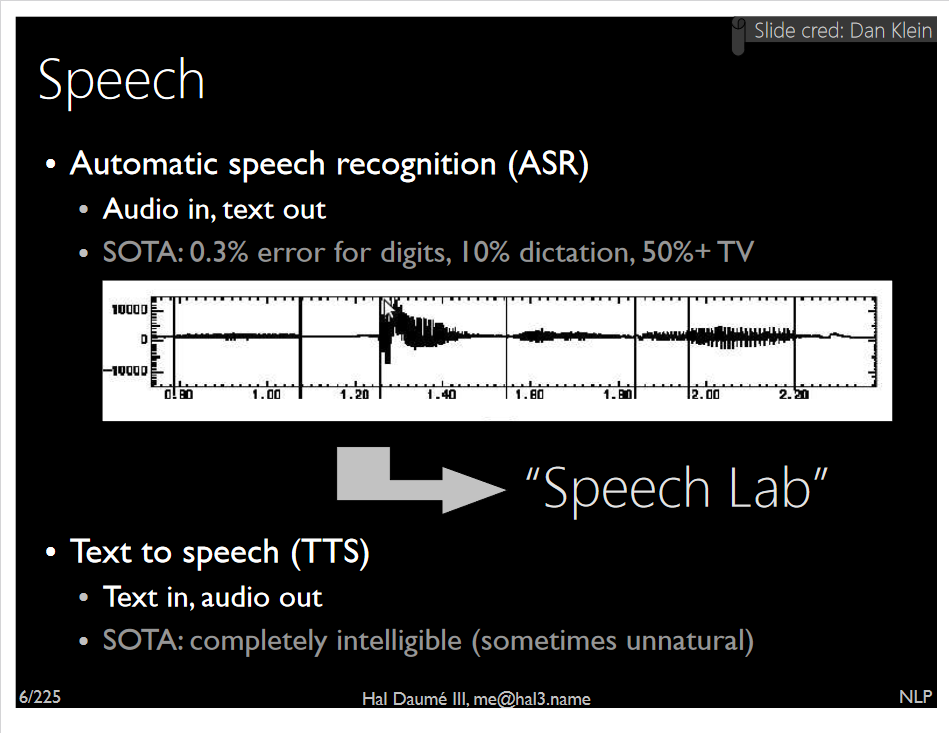 Slide cred: Dan Klein
Speech
• Automatic speech recognition (ASR)
• Audio in, text out
• SOTA: 0.3% error for digits, 10% dictation, 50%+ TV
10000
0
-10000
0.80 1.00 1.20 1.40 1.60 1.80 2.00 2.20
“Speech Lab”
• Text to speech (TTS)
• Text in, audio out
• SOTA: completely intelligible (sometimes unnatural)
6/225 Hal Daumé III, me@hal3.name NLP